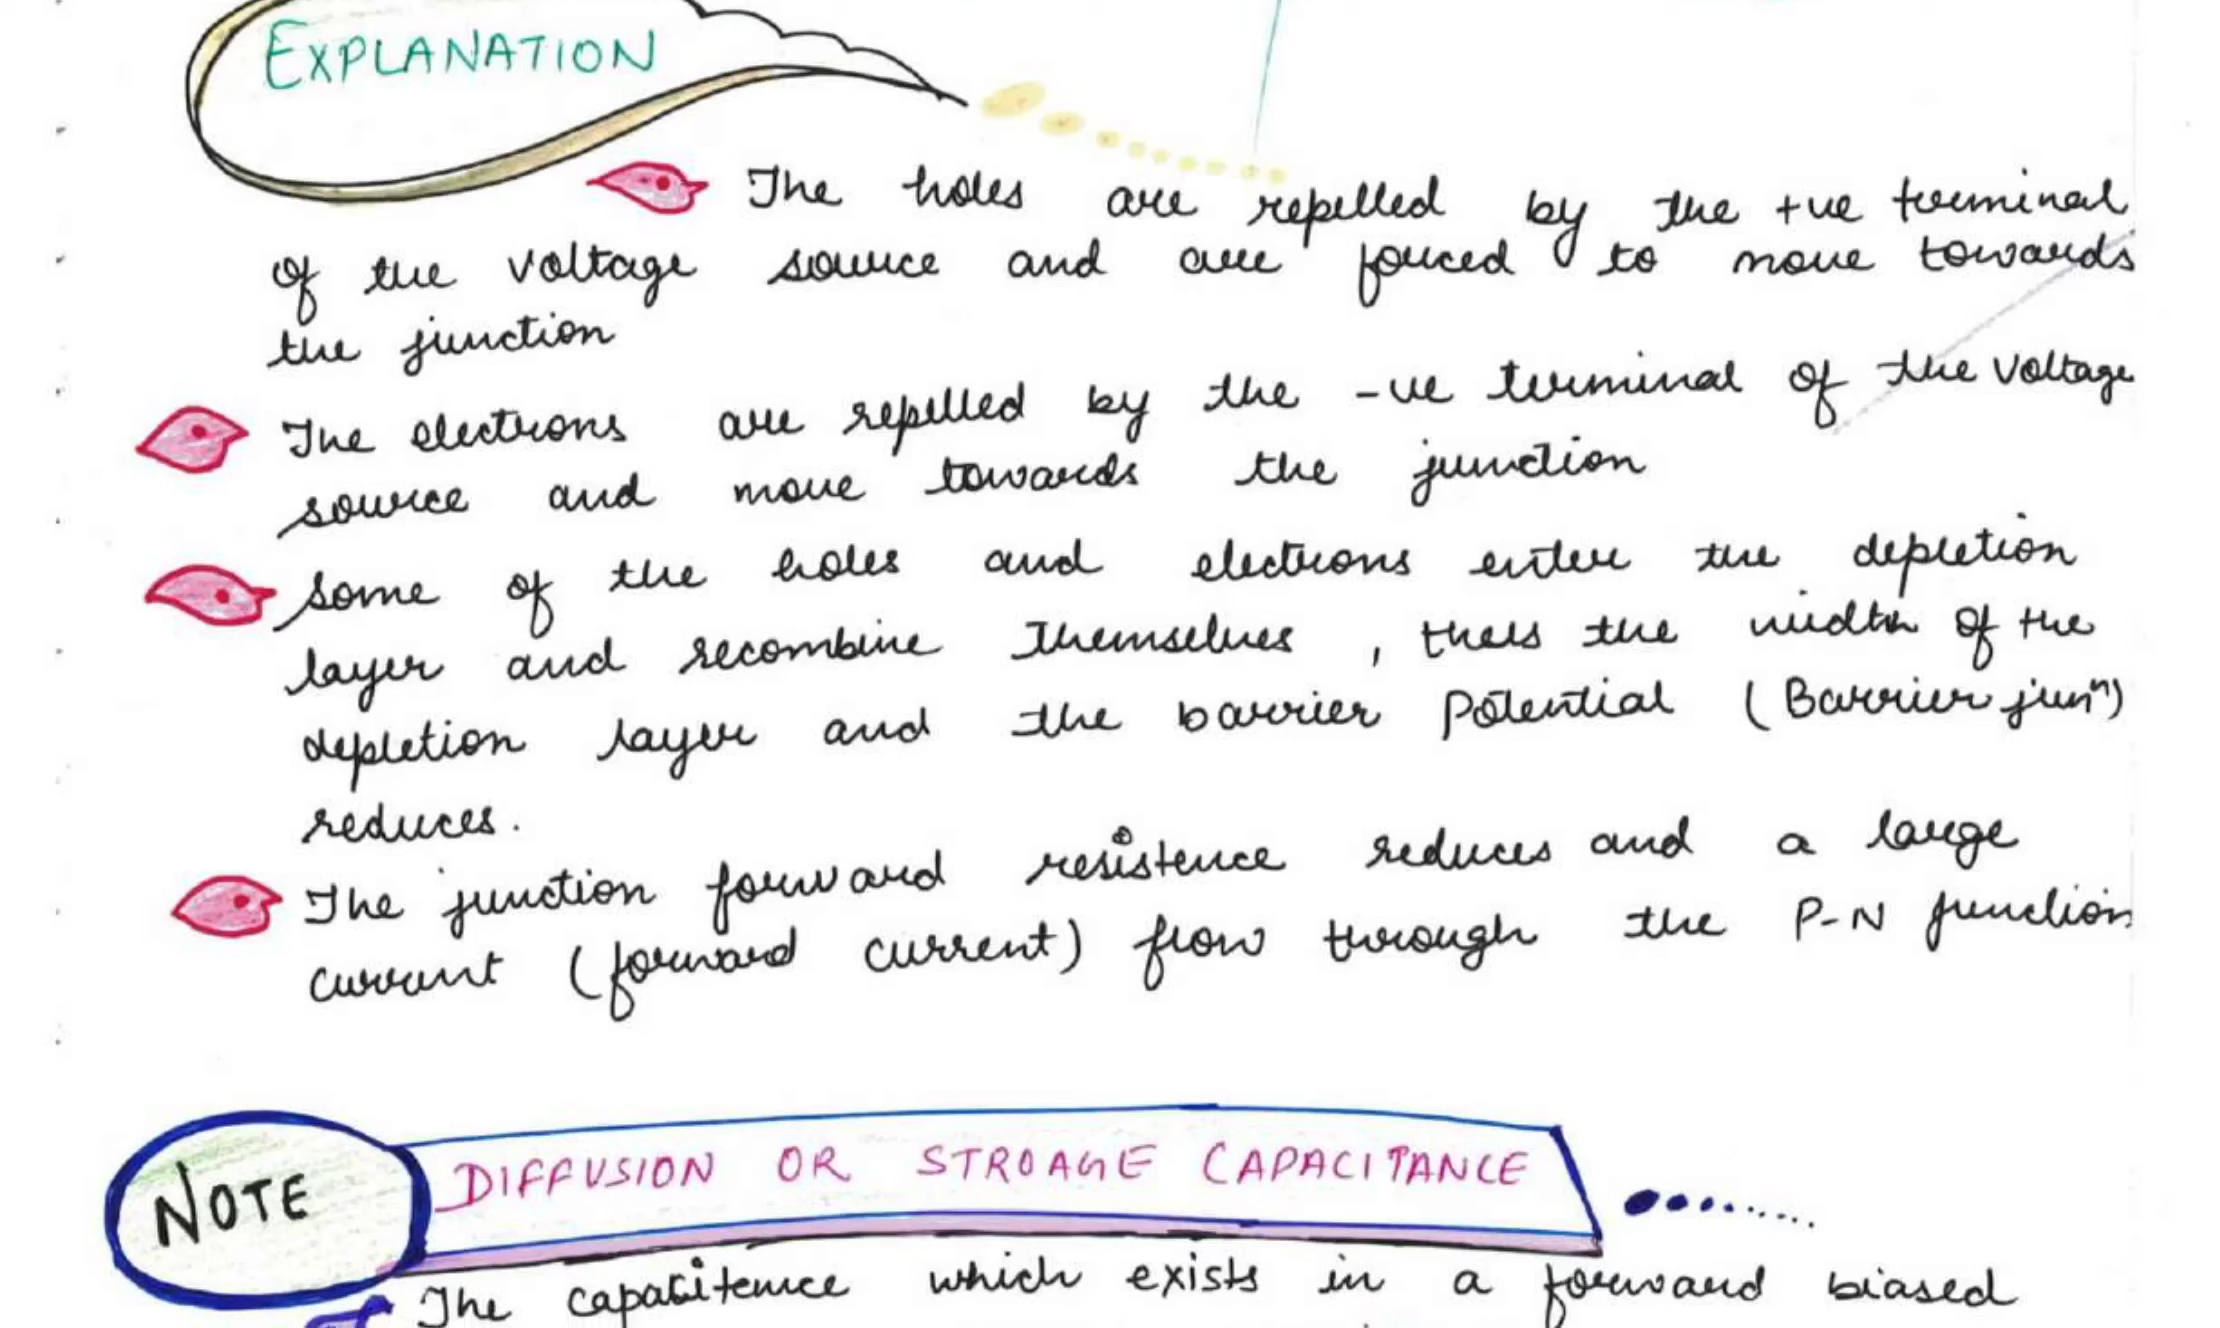 EXPLANATION
The holes are repelled by the +ve terminal
of the voltage source and are forced to move towards
the junction
The electrons are repelled by the -ve terminal of the voltage
source and move towards the junction
Some of the holes and electrons enter the depletion
layer and recombine themselves, thus the width of the
depletion layer and the barrier potential (Barrier junⁿ)
reduces.
The junction forward resistence reduces and a large
current (forward current) flow through the P-N junction
NOTE
DIFFUSION OR STROAGE CAPACITANCE
The capacitence which exists in a forward biased